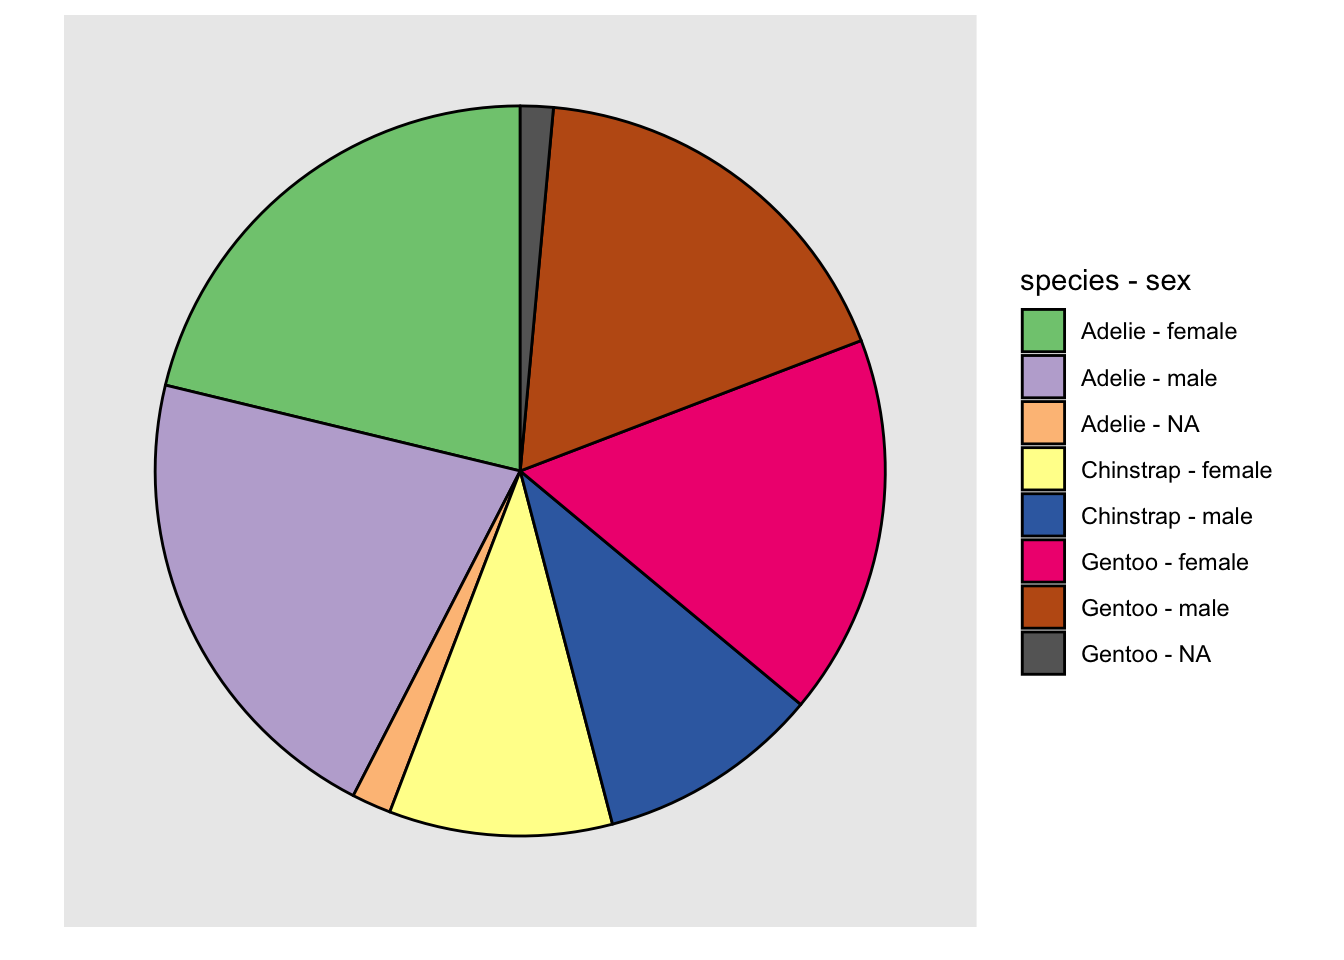 species - sex
Adelie - female
Adelie - male
Adelie - NA
Chinstrap - female
Chinstrap - male
Gentoo - female
Gentoo - male
Gentoo - NA